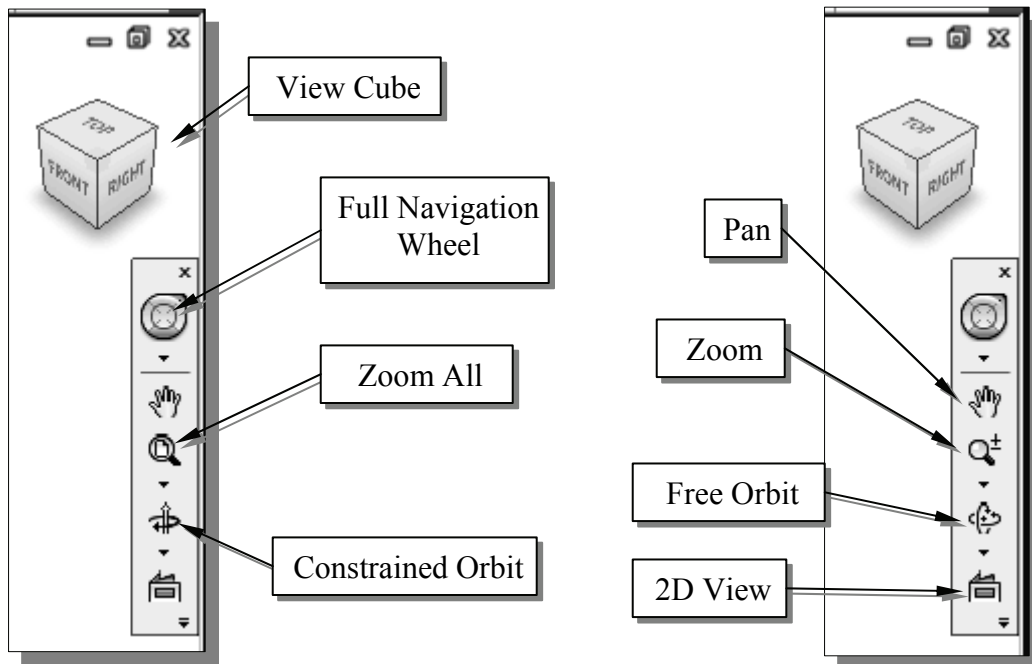 View Cube
TOP
FRONT
RIGHT
Full Navigation
Wheel
Zoom All
Constrained Orbit
TOP
FRONT
RIGHT
Pan
Zoom
Free Orbit
2D View